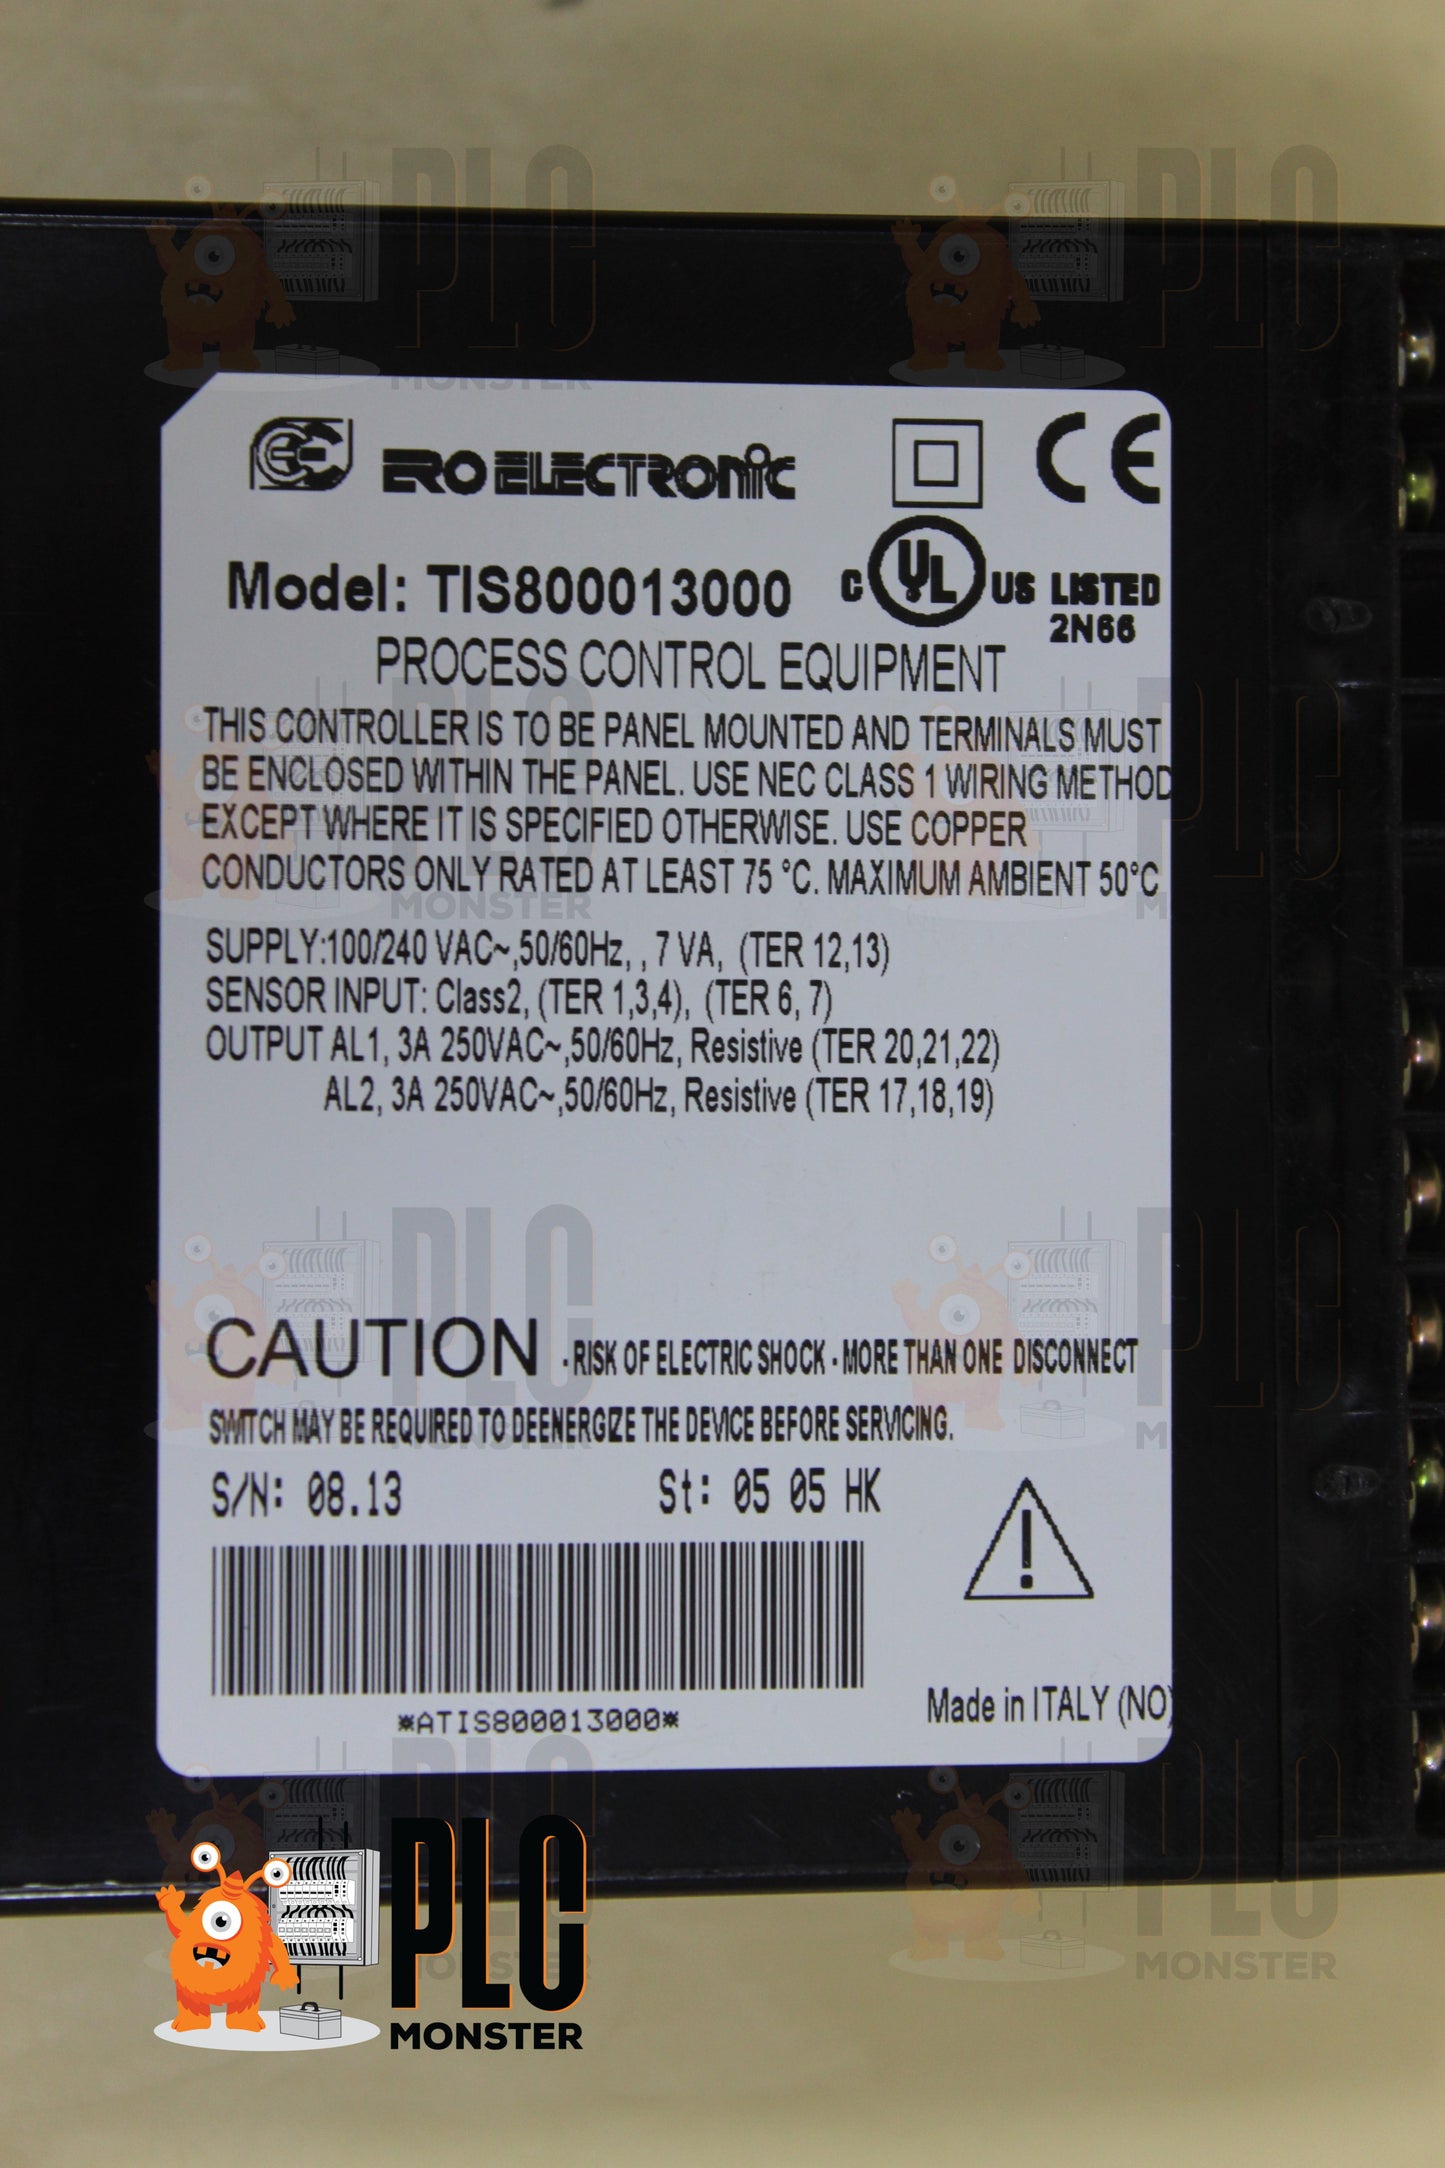 ERO ELECTRONIC
CE
Model: TIS800013000
C UL US LISTED
2N66
PROCESS CONTROL EQUIPMENT
THIS CONTROLLER IS TO BE PANEL MOUNTED AND TERMINALS MUST
BE ENCLOSED WITHIN THE PANEL. USE NEC CLASS 1 WIRING METHOD
EXCEPT WHERE IT IS SPECIFIED OTHERWISE. USE COPPER
CONDUCTORS ONLY RATED AT LEAST 75 °C. MAXIMUM AMBIENT 50°C
SUPPLY:100/240 VAC~,50/60Hz, , 7 VA, (TER 12,13)
SENSOR INPUT: Class2, (TER 1,3,4), (TER 6, 7)
OUTPUT AL1, 3A 250VAC~,50/60Hz, Resistive (TER 20,21,22)
AL2, 3A 250VAC~,50/60Hz, Resistive (TER 17,18,19)
CAUTION - RISK OF ELECTRIC SHOCK - MORE THAN ONE DISCONNECT
SWITCH MAY BE REQUIRED TO DEENERGIZE THE DEVICE BEFORE SERVICING.
S/N: 08.13 St: 05 05 HK
*ATIS800013000*
Made in ITALY (NO)
PLC
MONSTER